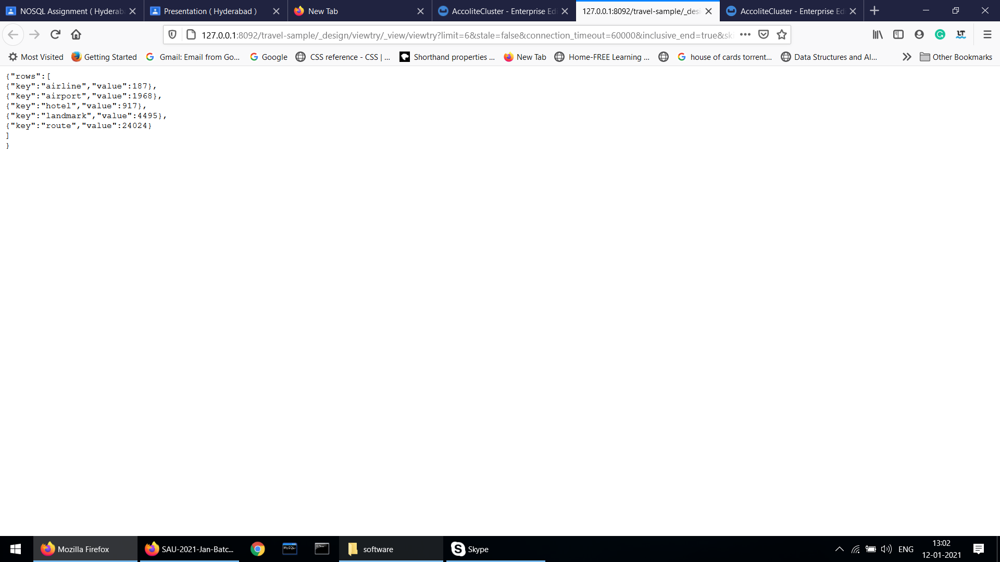 NOSQL Assignment ( Hyderab
Presentation ( Hyderabad )
New Tab
AccoliteCluster - Enterprise Edi
127.0.0.1:8092/travel-sample/_desi
AccoliteCluster - Enterprise Ed
127.0.0.1:8092/travel-sample/_design/viewtry/_view/viewtry?limit=6&stale=false&connection_timeout=60000&inclusive_end=true&ski
Most Visited
Getting Started
Gmail: Email from Go...
Google
CSS reference - CSS | ...
Shorthand properties ...
New Tab
Home-FREE Learning ...
house of cards torrent...
Data Structures and Al...
Other Bookmarks
{"rows":[
{"key":"airline","value":187},
{"key":"airport","value":1968},
{"key":"hotel","value":917},
{"key":"landmark","value":4495},
{"key":"route","value":24024}
]
}
Mozilla Firefox
SAU-2021-Jan-Batc...
MySQL
software
Skype
ENG
13:02
12-01-2021